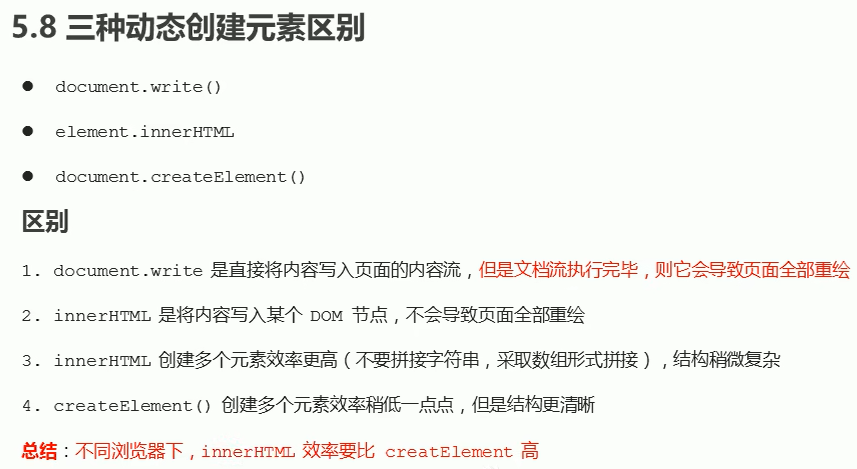 5.8 三种动态创建元素区别
● document.write()
● element.innerHTML
● document.createElement()
区别
1. document.write 是直接将内容写入页面的内容流，但是文档流执行完毕，则它会导致页面全部重绘
2. innerHTML 是将内容写入某个 DOM 节点，不会导致页面全部重绘
3. innerHTML 创建多个元素效率更高（不要拼接字符串，采取数组形式拼接），结构稍微复杂
4. createElement() 创建多个元素效率稍低一点点，但是结构更清晰
总结：不同浏览器下，innerHTML 效率要比 creatElement 高